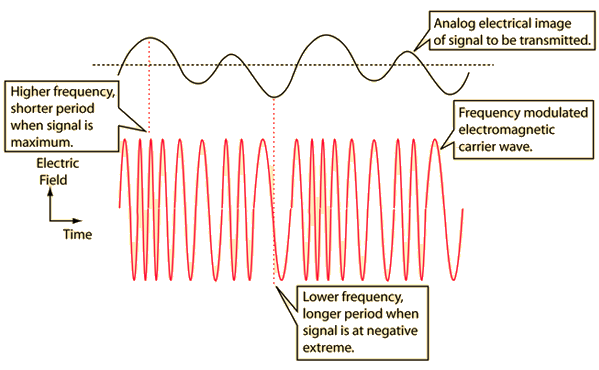 Analog electrical image
of signal to be transmitted.
Higher frequency,
shorter period
when signal is
maximum.
Frequency modulated
electromagnetic
carrier wave.
Electric
Field
Time
Lower frequency,
longer period when
signal is at negative
extreme.